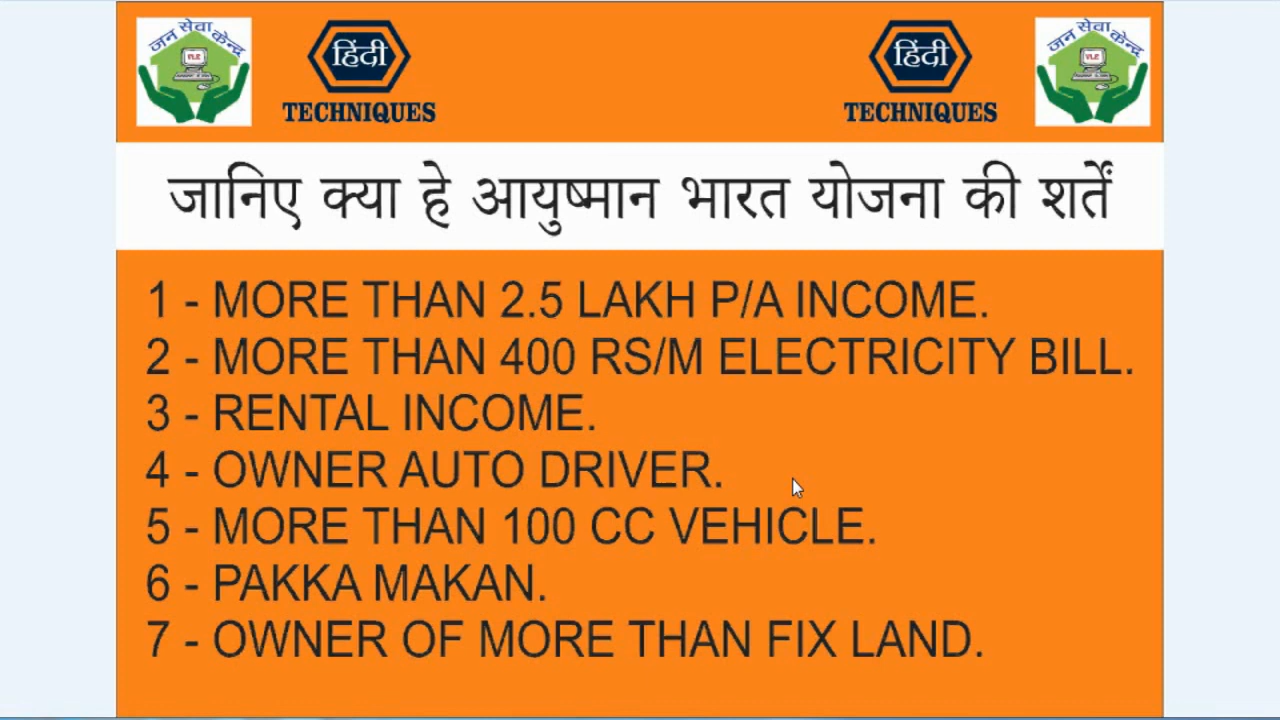 जन सेवा केन्द्र
VLE
हिंदी
TECHNIQUES
हिंदी
TECHNIQUES
जन सेवा केन्द्र
VLE
जानिए क्या हे आयुष्मान भारत योजना की शर्तें
1 - MORE THAN 2.5 LAKH P/A INCOME.
2 - MORE THAN 400 RS/M ELECTRICITY BILL.
3 - RENTAL INCOME.
4 - OWNER AUTO DRIVER.
5 - MORE THAN 100 CC VEHICLE.
6 - PAKKA MAKAN.
7 - OWNER OF MORE THAN FIX LAND.